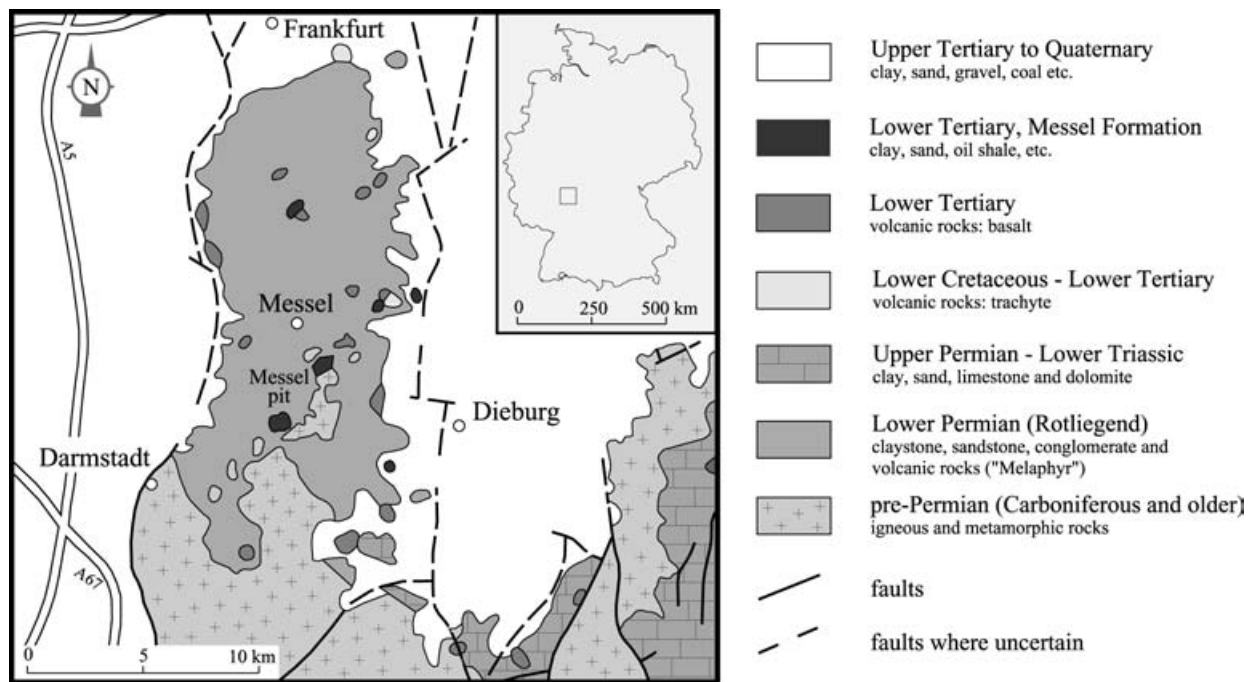 Frankfurt
N
A5
Messel
Messel
pit
Dieburg
Darmstadt
A67
0 5 10 km
0 250 500 km
Upper Tertiary to Quaternary
clay, sand, gravel, coal etc.
Lower Tertiary, Messel Formation
clay, sand, oil shale, etc.
Lower Tertiary
volcanic rocks: basalt
Lower Cretaceous - Lower Tertiary
volcanic rocks: trachyte
Upper Permian - Lower Triassic
clay, sand, limestone and dolomite
Lower Permian (Rotliegend)
claystone, sandstone, conglomerate and
volcanic rocks ("Melaphyr")
pre-Permian (Carboniferous and older)
igneous and metamorphic rocks
faults
faults where uncertain